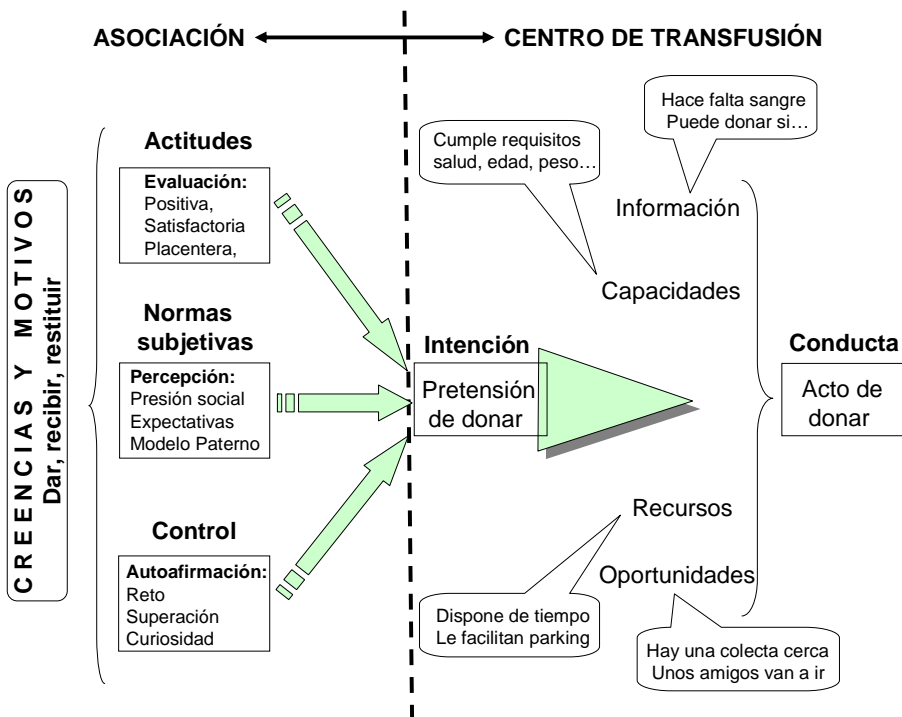 ASOCIACIÓN
CENTRO DE TRANSFUSIÓN
CREENCIAS Y MOTIVOS
Dar, recibir, restituir
Actitudes
Evaluación:
Positiva,
Satisfactoria
Placentera,
Normas
subjetivas
Percepción:
Presión social
Expectativas
Modelo Paterno
Control
Autoafirmación:
Reto
Superación
Curiosidad
Intención
Pretensión
de donar
Hace falta sangre
Puede donar si…
Cumple requisitos
salud, edad, peso…
Información
Capacidades
Recursos
Oportunidades
Dispone de tiempo
Le facilitan parking
Hay una colecta cerca
Unos amigos van a ir
Conducta
Acto de
donar